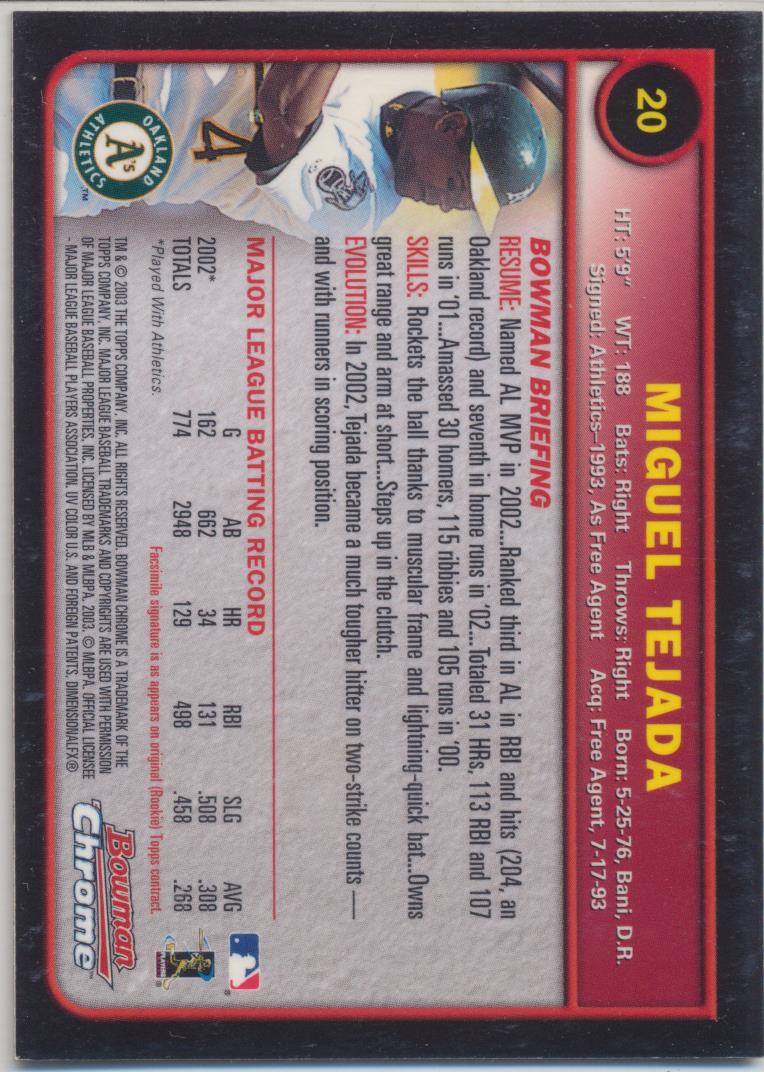 20
MIGUEL TEJADA
HT: 5'9" WT: 188 Bats: Right Throws: Right Born: 5-25-76, Bani, D.R.
Signed: Athletics–1993, As Free Agent Acq: Free Agent, 7-17-93
BOWMAN BRIEFING
RESUME: Named AL MVP in 2002...Ranked third in AL in RBI and hits (204, an
Oakland record) and seventh in home runs in '02... Totaled 31 HRs, 113 RBI and 107
runs in '01...Amassed 30 homers, 115 ribbies and 105 runs in '00.
SKILLS: Rockets the ball thanks to muscular frame and lightning-quick bat...Owns
great range and arm at short...Steps up in the clutch.
EVOLUTION: In 2002, Tejada became a much tougher hitter on two-strike counts —
and with runners in scoring position.
4
OAKLAND
A's
ATHLETICS
TM
MAJOR LEAGUE BATTING RECORD
G AB HR RBI SLG AVG
2002* 162 662 34 131 .508 .308
TOTALS 774 2948 129 498 .458 .268
*Played With Athletics.
Facsimile signature is as appears on original (Rookie) Topps contract.
TM & © 2003 THE TOPPS COMPANY, INC. ALL RIGHTS RESERVED. BOWMAN CHROME IS A TRADEMARK OF THE
TOPPS COMPANY, INC. MAJOR LEAGUE BASEBALL TRADEMARKS AND COPYRIGHTS ARE USED WITH PERMISSION
OF MAJOR LEAGUE BASEBALL PROPERTIES, INC. LICENSED BY MLB & MLBPA, 2003. © MLBPA, OFFICIAL LICENSEE
- MAJOR LEAGUE BASEBALL PLAYERS ASSOCIATION. UV COLOR U.S. AND FOREIGN PATENTS. DIMENSIONALFX®
Bowman
Chrome™
®
PLAYERS
®